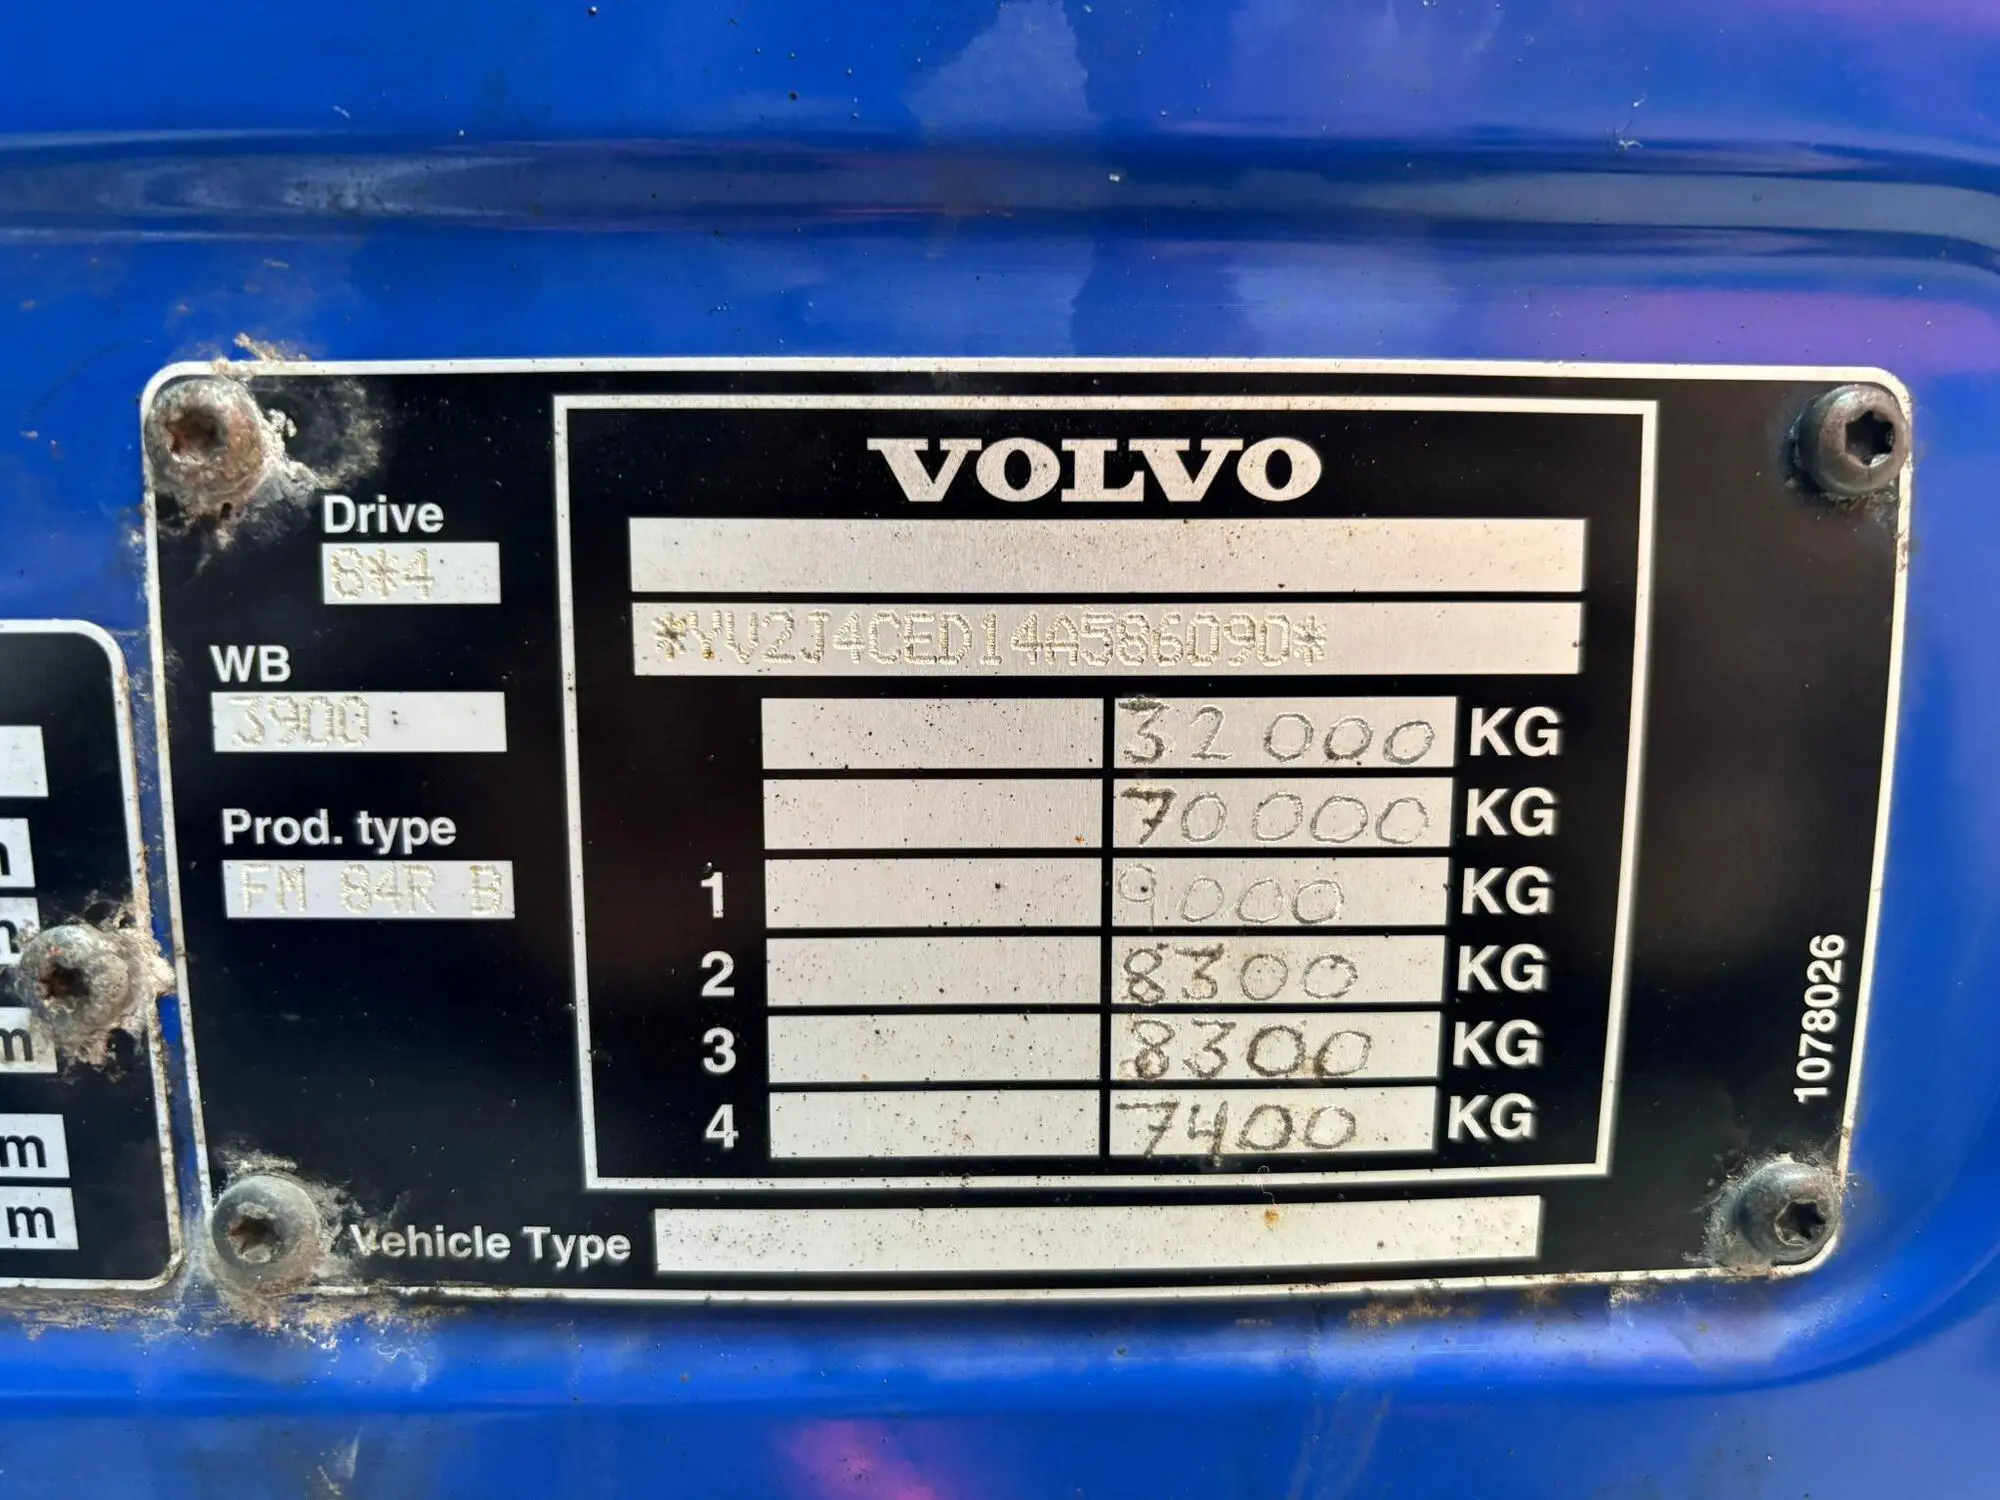 VOLVO
Drive
8*4
*YV2J4CED14A586090*
WB
3900
32000 KG
70000 KG
Prod. type
FM 84R B
1 9000 KG
2 8300 KG
3 8300 KG
4 7400 KG
Vehicle Type
1078026
m
m
m
m
m